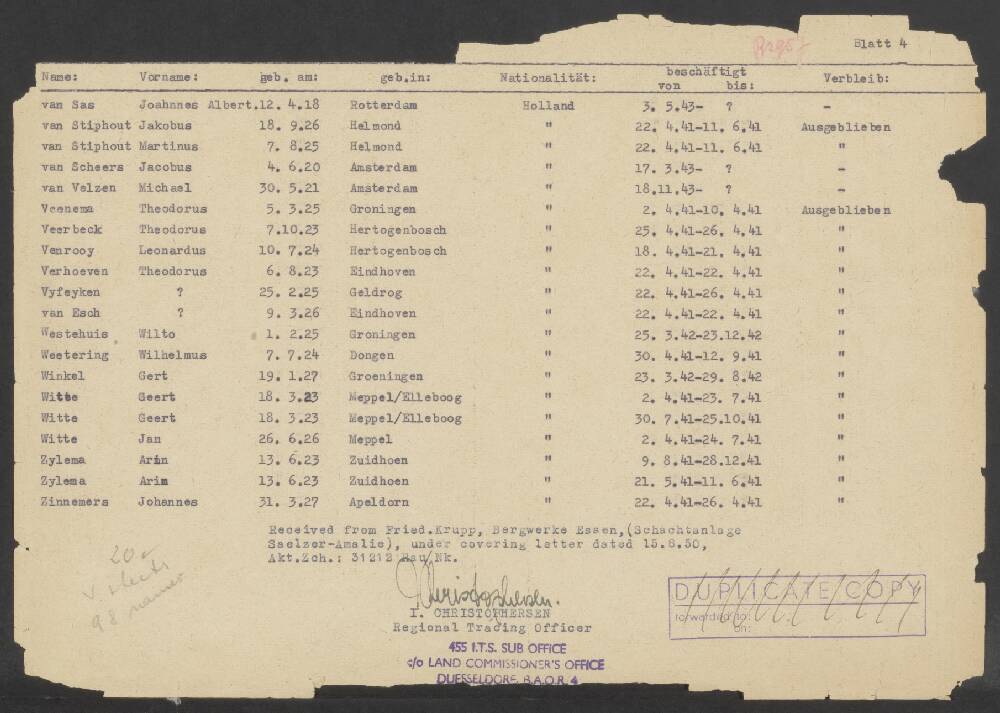 Blatt 4
Name: Vorname: geb. am: geb.in: Nationalität: beschäftigt von bis: Verbleib:
van Sas Joahnnes Albert.12. 4.18 Rotterdam Holland 3. 5.43- ? -
van Stiphout Jakobus 18. 9.26 Helmond " 22. 4.41-11. 6.41 Ausgeblieben
van Stiphout Martinus 7. 8.25 Helmond " 22. 4.41-11. 6.41 "
van Scheers Jacobus 4. 6.20 Amsterdam " 17. 3.43- ? -
van Velzen Michael 30. 5.21 Amsterdam " 18.11.43- ? -
Veenema Theodorus 5. 3.25 Groningen " 2. 4.41-10. 4.41 Ausgeblieben
Veerbeck Theodorus 7.10.23 Hertogenbosch " 25. 4.41-26. 4.41 "
Venrooy Leonardus 10. 7.24 Hertogenbosch " 18. 4.41-21. 4.41 "
Verhoeven Theodorus 6. 8.23 Eindhoven " 22. 4.41-22. 4.41 "
Vyfeyken ? 25. 2.25 Geldrog " 22. 4.41-26. 4.41 "
van Esch ? 9. 3.26 Eindhoven " 22. 4.41-22. 4.41 "
Westehuis Wilto 1. 2.25 Groningen " 25. 3.42-23.12.42 "
Weetering Wilhelmus 7. 7.24 Dongen " 30. 4.41-12. 9.41 "
Winkel Gert 19. 1.27 Groeningen " 23. 3.42-29. 8.42 "
Witte Geert 18. 3.23 Meppel/Elleboog " 2. 4.41-23. 7.41 "
Witte Geert 18. 3.23 Meppel/Elleboog " 30. 7.41-25.10.41 "
Witte Jan 26. 6.26 Meppel " 2. 4.41-24. 7.41 "
Zylema Arin 13. 6.23 Zuidhoen " 9. 8.41-28.12.41 "
Zylema Arim 13. 6.23 Zuidhoen " 21. 5.41-11. 6.41 "
Zinnemers Johannes 31. 3.27 Apeldorn " 22. 4.41-26. 4.41 "
Received from Fried.Krupp, Bergwerke Essen,(Schachtanlage
Saelzer-Amalie), under covering letter dated 15.8.50,
Akt.Zch.: 31212 Rau/Nk.
Christophersen.
I. CHRISTOPHERSEN
Regional Tracing Officer
455 I.T.S. SUB OFFICE
c/o LAND COMMISSIONER'S OFFICE
DUESSELDORF, B.A.O.R. 4
DUPLICATE COPY
forwarded to:
on:
98 names